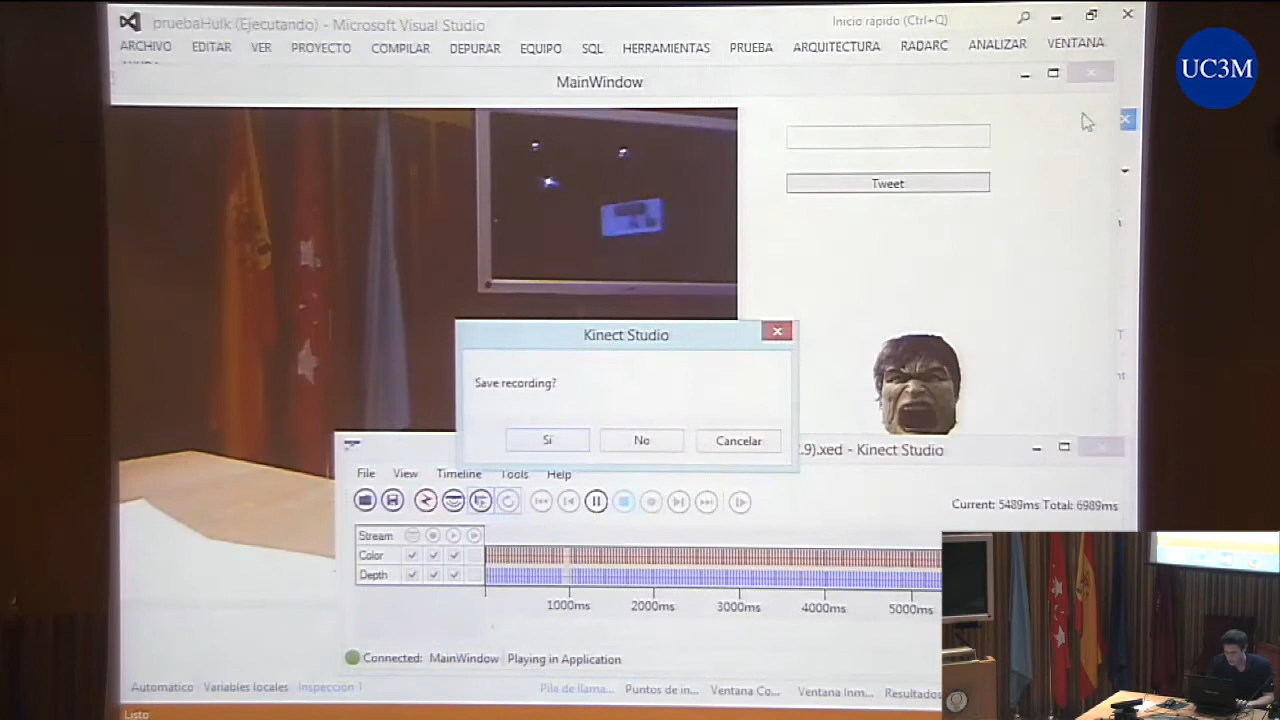 pruebaHulk (Ejecutando) - Microsoft Visual Studio
Inicio rápido (Ctrl+Q)
UC3M
ARCHIVO EDITAR VER PROYECTO COMPILAR DEPURAR EQUIPO SQL HERRAMIENTAS PRUEBA ARQUITECTURA RADARC ANALIZAR VENTANA
MainWindow
Tweet
Kinect Studio
Save recording?
Sí No Cancelar
.9).xed - Kinect Studio
File View Timeline Tools Help
Current: 5489ms Total: 6989ms
Stream
Color
Depth
1000ms 2000ms 3000ms 4000ms 5000ms
Connected: MainWindow Playing in Application
Automático Variables locales Inspección 1 Pila de llama... Puntos de in... Ventana Co... Ventana Inm... Resultados
Listo